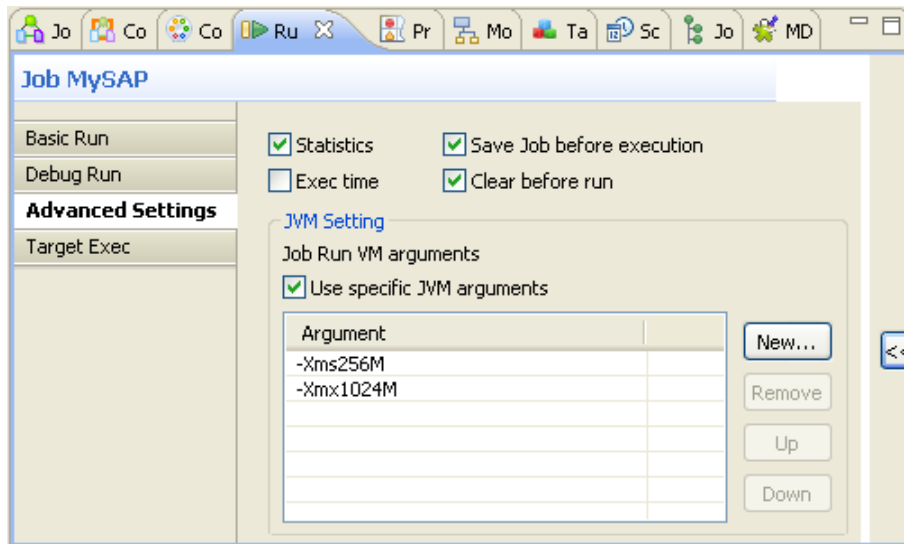 Jo Co Co Ru Pr Mo Ta Sc Jo MD
Job MySAP
Basic Run
Debug Run
Advanced Settings
Target Exec
Statistics Save Job before execution
Exec time Clear before run
JVM Setting
Job Run VM arguments
Use specific JVM arguments
Argument
-Xms256M
-Xmx1024M
New...
Remove
Up
Down
<<